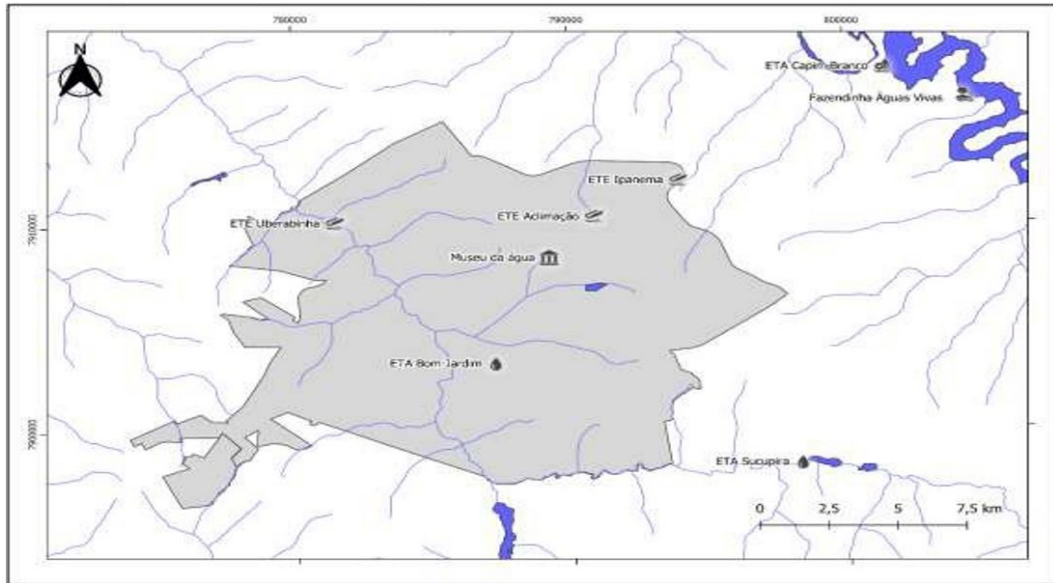 780000
790000
800000
N
ETA Capim Branco
Fazendinha Águas Vivas
ETE Ipanema
ETE Aclimação
ETE Uberabinha
7910000
Museu da água
ETA Bom Jardim
7900000
ETA Sucupira
0 2,5 5 7,5 km